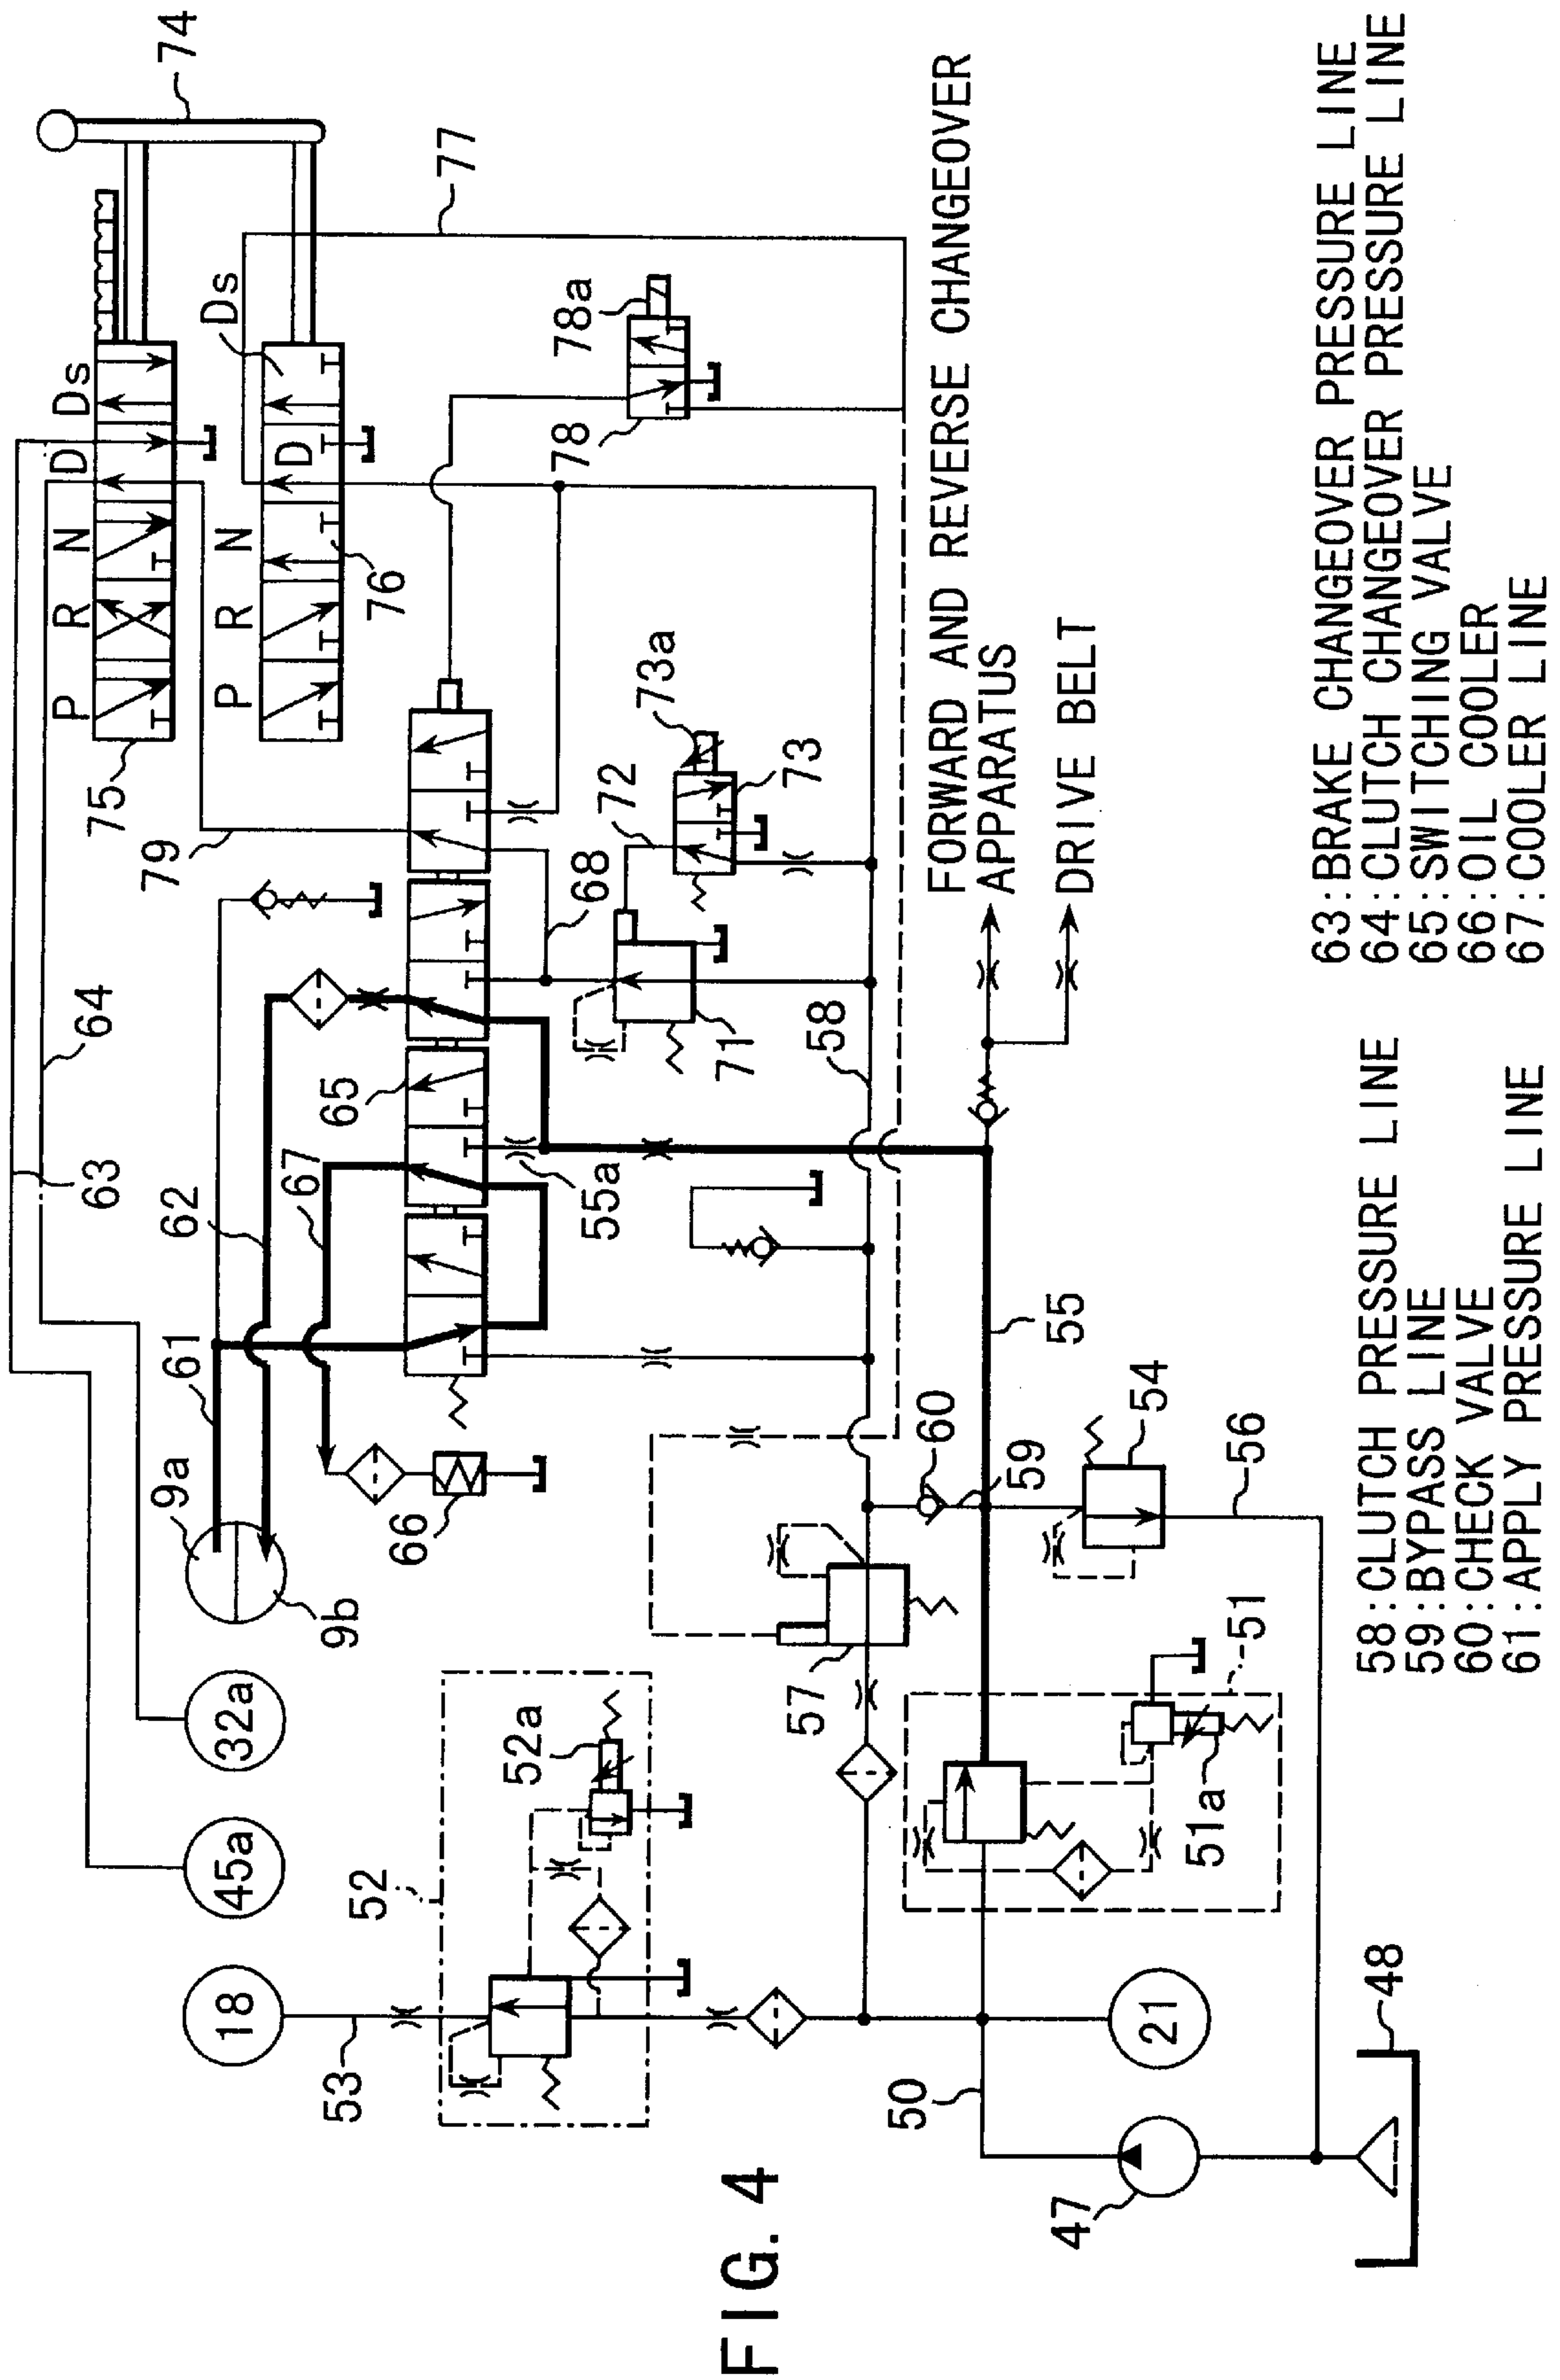 FIG. 4
74
63
64
79
75
P R N D Ds
P R N D
Ds
76
77
78
78a
62
61
67
65
9a
9b
66
32a
45a
18
53
52
52a
68
72
73a
73
71
55a
58
57
60
59
55
54
56
51
51a
50
21
47
48
FORWARD AND REVERSE CHANGEOVER
APPARATUS
DRIVE BELT
58:CLUTCH PRESSURE LINE
59:BYPASS LINE
60:CHECK VALVE
61:APPLY PRESSURE LINE
63:BRAKE CHANGEOVER PRESSURE LINE
64:CLUTCH CHANGEOVER PRESSURE LINE
65:SWITCHING VALVE
66:OIL COOLER
67:COOLER LINE